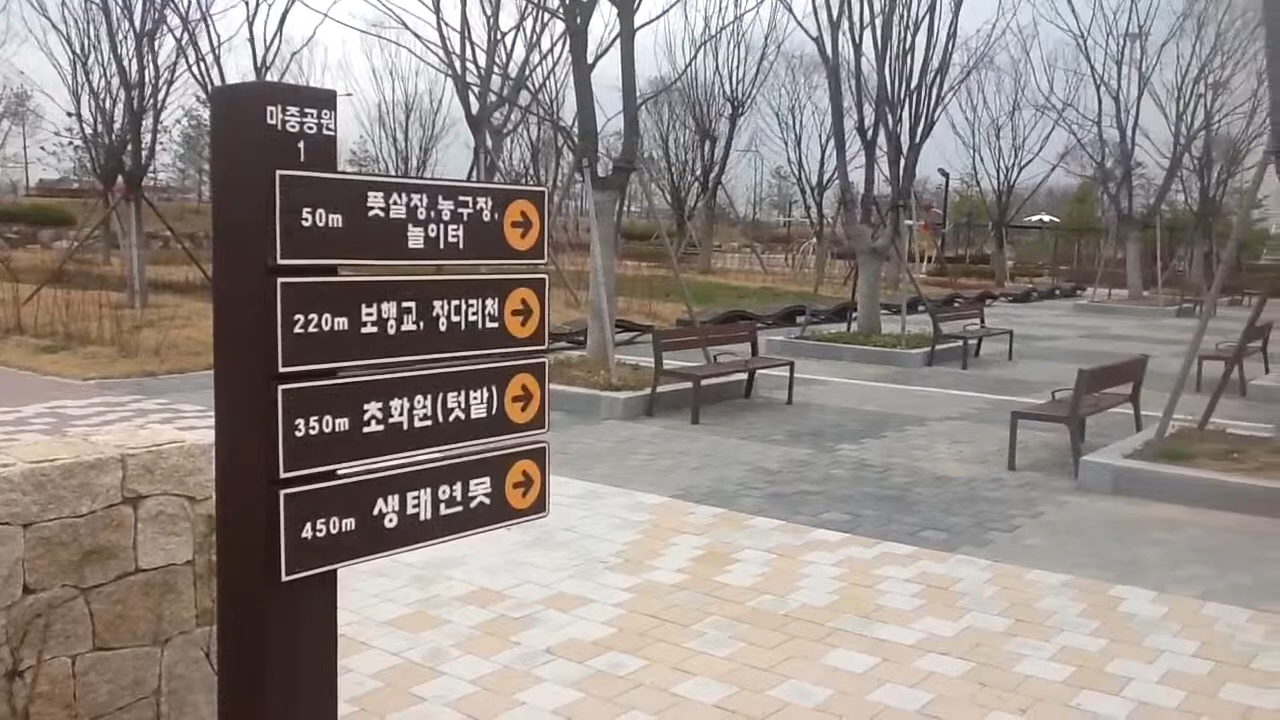 마중공원
1
50m 풋살장.농구장.
놀이터
220m 보행교. 장다리천
350m 초화원(텃밭)
450m 생태연못